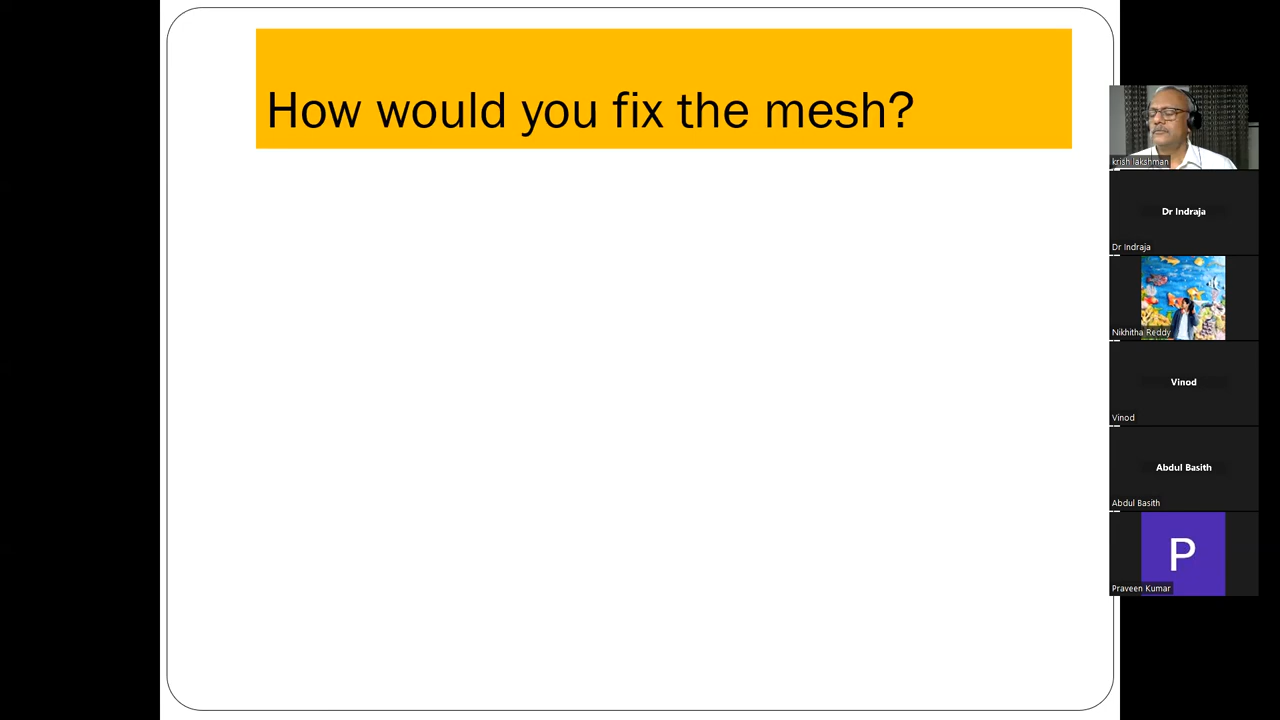 How would you fix the mesh?
krish lakshman
Dr Indraja
Dr Indraja
Nikhitha Reddy
Vinod
Vinod
Abdul Basith
Abdul Basith
P
Praveen Kumar